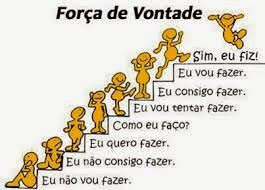 Força de Vontade
Sim, eu fiz!
Eu vou fazer.
Eu consigo fazer.
Eu vou tentar fazer.
Como eu faço?
Eu quero fazer.
Eu não consigo fazer.
Eu não vou fazer.